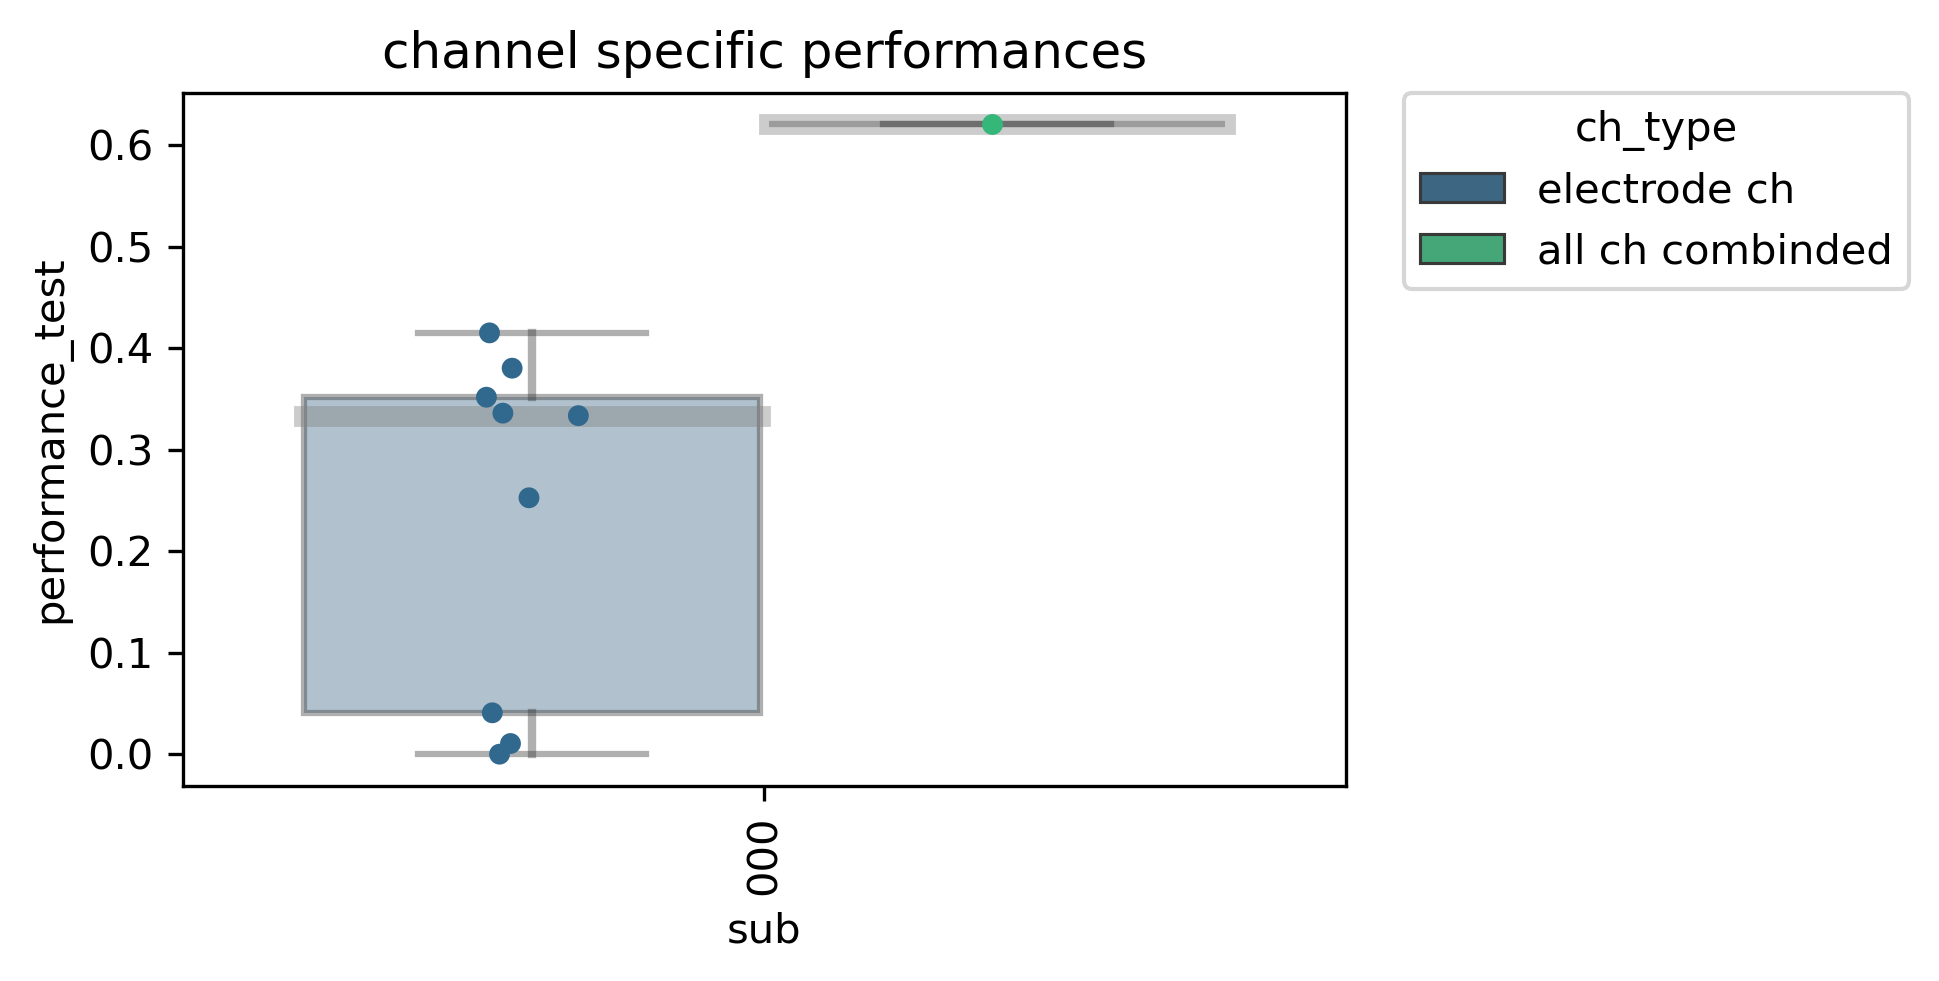 channel specific performances
performance_test
0.6
0.5
0.4
0.3
0.2
0.1
0.0
000
sub
ch_type
electrode ch
all ch combinded